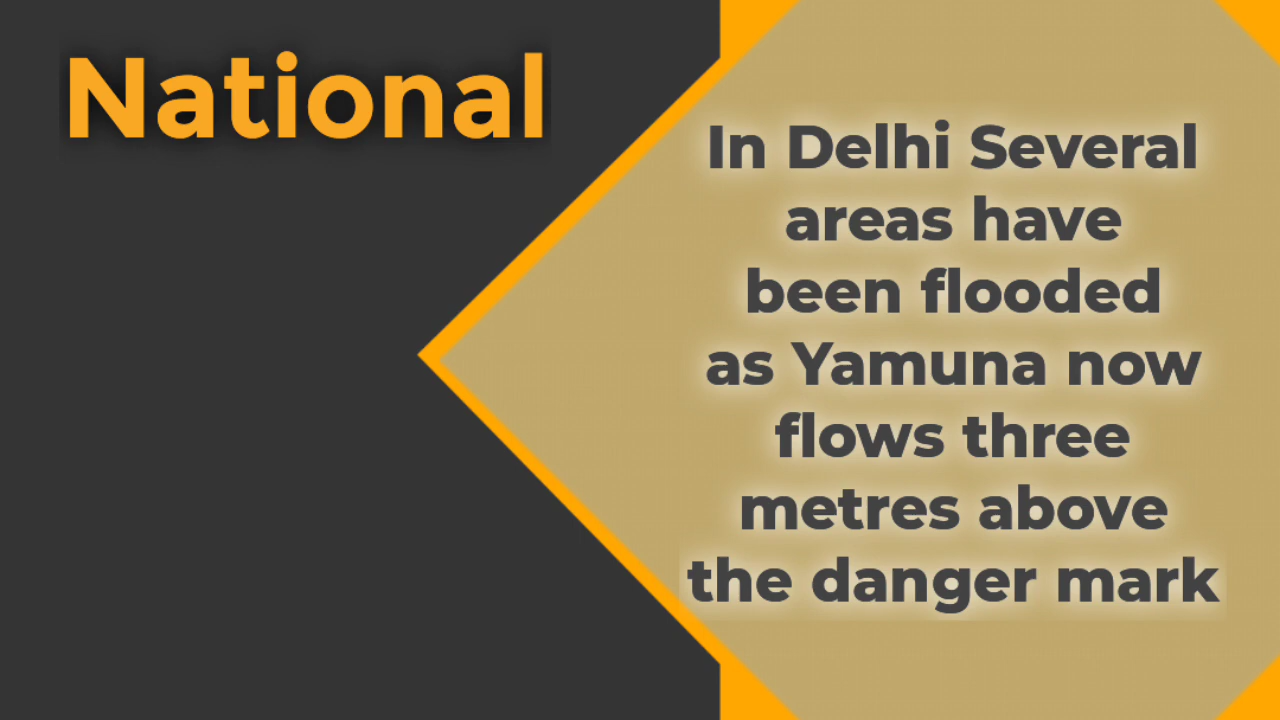 National
In Delhi Several
areas have
been flooded
as Yamuna now
flows three
metres above
the danger mark